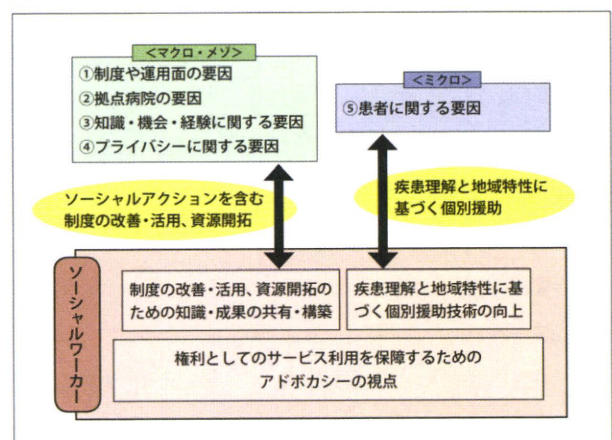 ＜マクロ・メゾ＞
①制度や運用面の要因
②拠点病院の要因
③知識・機会・経験に関する要因
④プライバシーに関する要因
＜ミクロ＞
⑤患者に関する要因
ソーシャルアクションを含む
制度の改善・活用、資源開拓
疾患理解と地域特性に
基づく個別援助
ソーシャルワーカー
制度の改善・活用、資源開拓の
ための知識・成果の共有・構築
疾患理解と地域特性に基
づく個別援助技術の向上
権利としてのサービス利用を保障するための
アドボカシーの視点